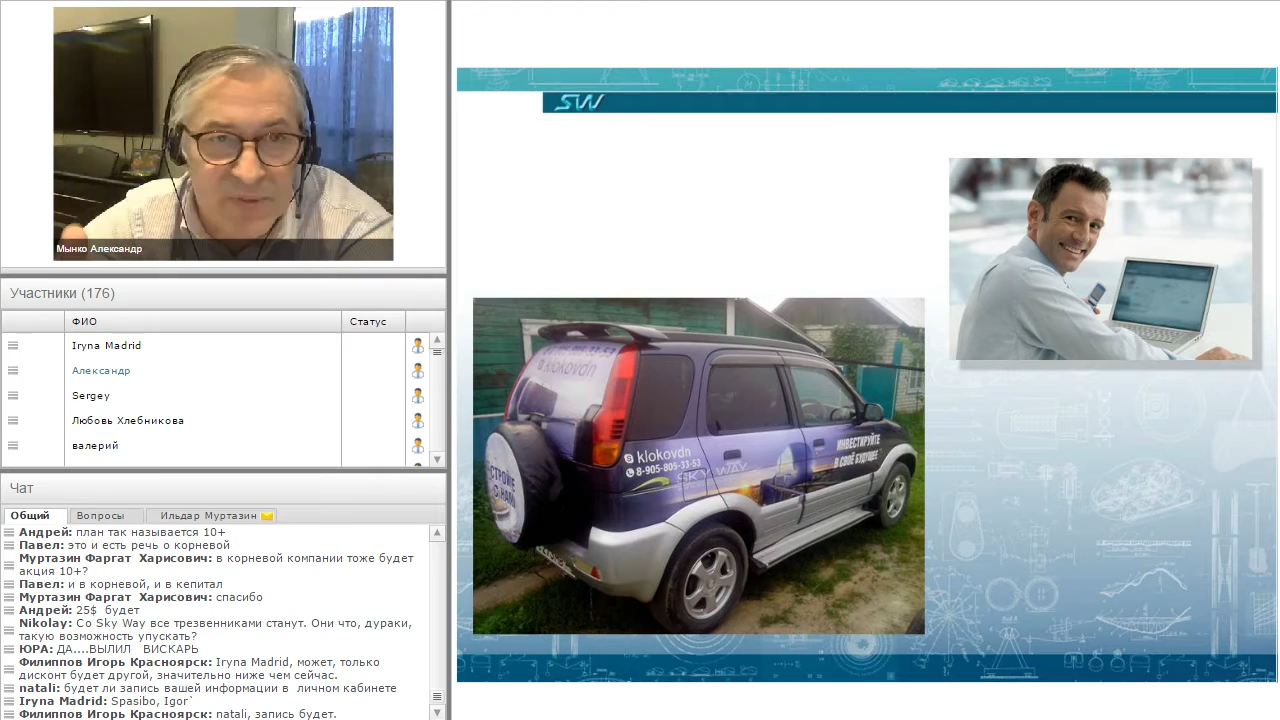 Мынко Александр
Участники (176)
ФИО
Статус
Iryna Madrid
Александр
Sergey
Любовь Хлебникова
валерий
Чат
Общий
Вопросы
Ильдар Муртазин
Андрей: план так называется 10+
Павел: это и есть речь о корневой
Муртазин Фаргат Харисович: в корневой компании тоже будет
акция 10+?
Павел: и в корневой, и в кепитал
Муртазин Фаргат Харисович: спасибо
Андрей: 25$ будет
Nikolay: Со Sky Way все трезвенниками станут. Они что, дураки,
такую возможность упускать?
ЮРА: ДА....ВЫЛИЛ ВИСКАРЬ
Филиппов Игорь Красноярск: Iryna Madrid, может, только
дисконт будет другой, значительно ниже чем сейчас.
natali: будет ли запись вашей информации в личном кабинете
Iryna Madrid: Spasibo, Igor`
Филиппов Игорь Красноярск: natali, запись будет.
SW
klokovdn
СТРОЙТЕ
С НАМИ
klokovdn
8-905-805-33-53
SKY WAY
ИНВЕСТИРУЙТЕ
В СВОЁ БУДУЩЕЕ